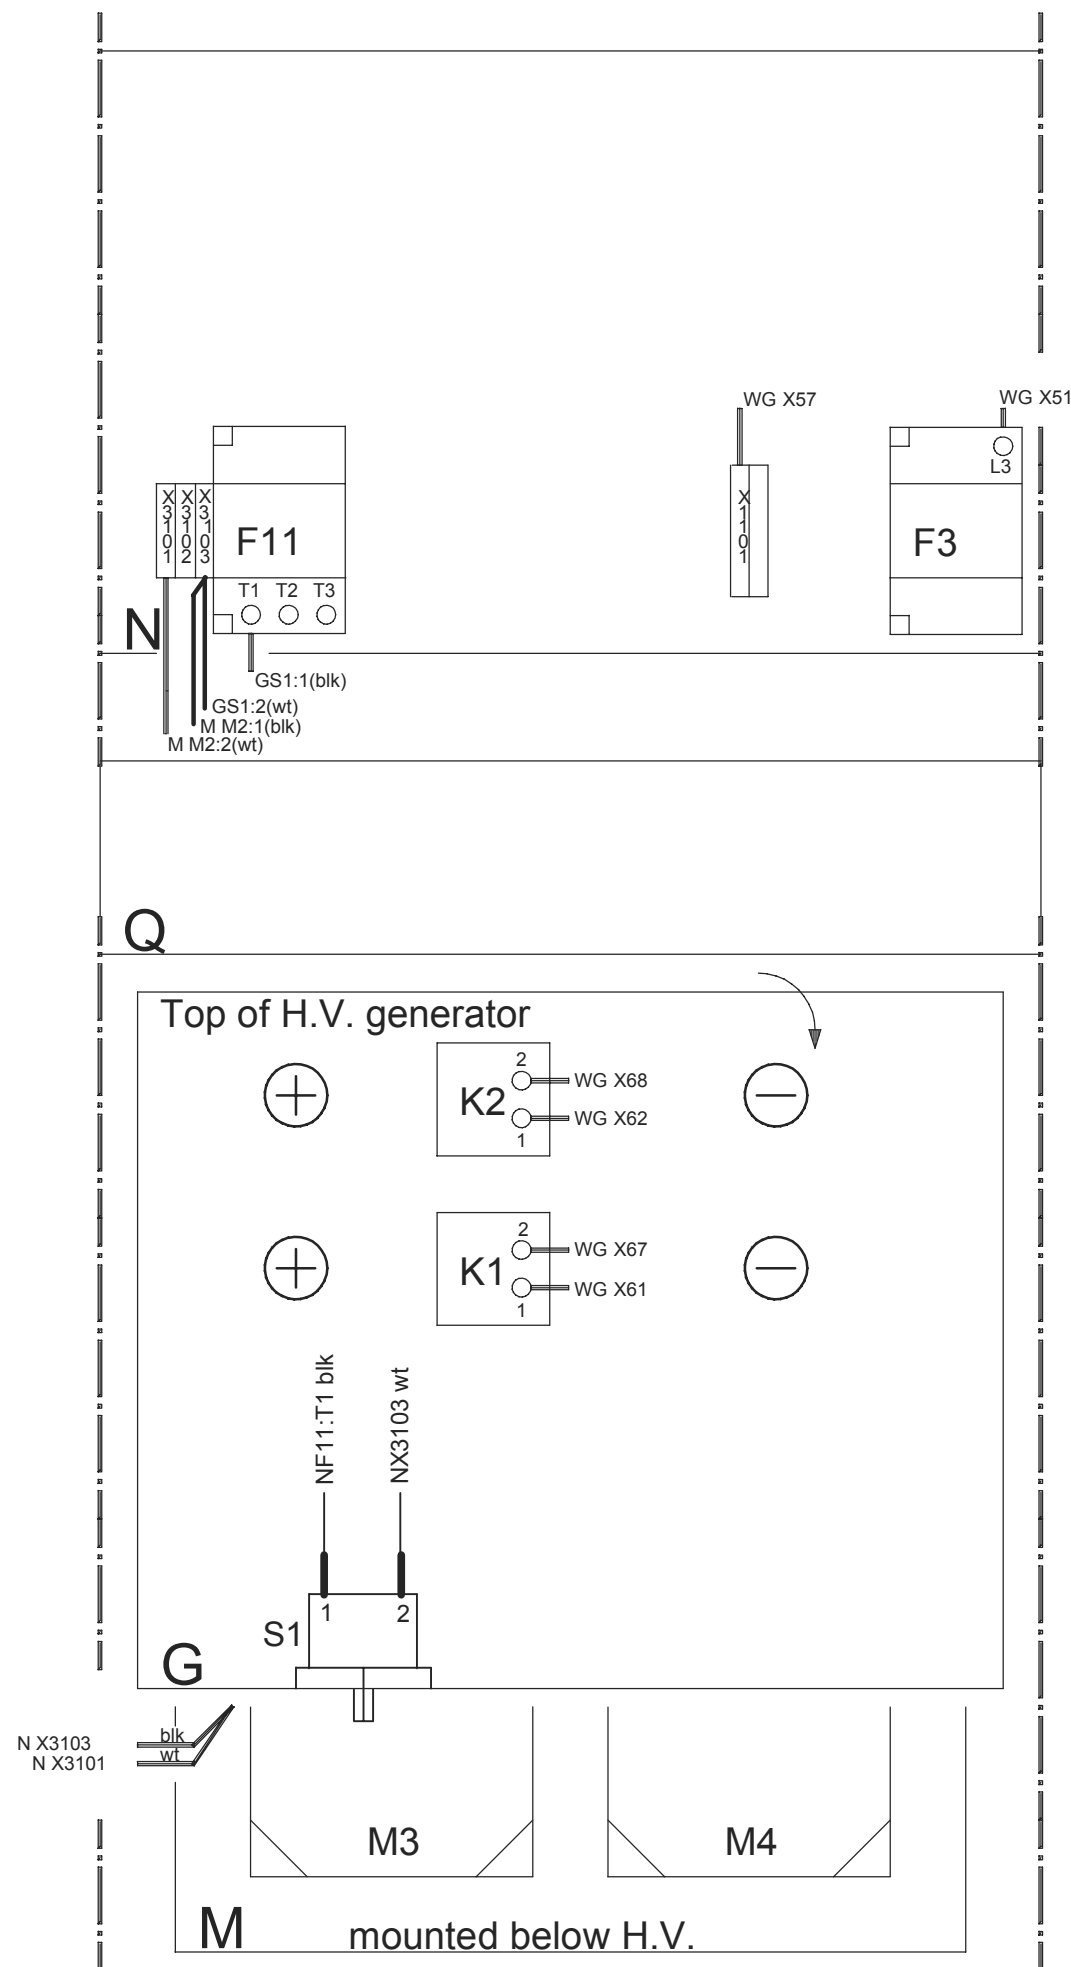 WG X57
WG X51
L3
X3101
X3102
X3103
F11
X1101
F3
T1 T2 T3
N
GS1:1(blk)
GS1:2(wt)
M M2:1(blk)
M M2:2(wt)
Q
Top of H.V. generator
2
K2
WG X68
WG X62
1
2
K1
WG X67
WG X61
1
NF11:T1 blk
NX3103 wt
1 2
S1
G
N X3103 blk
N X3101 wt
M3 M4
M mounted below H.V.